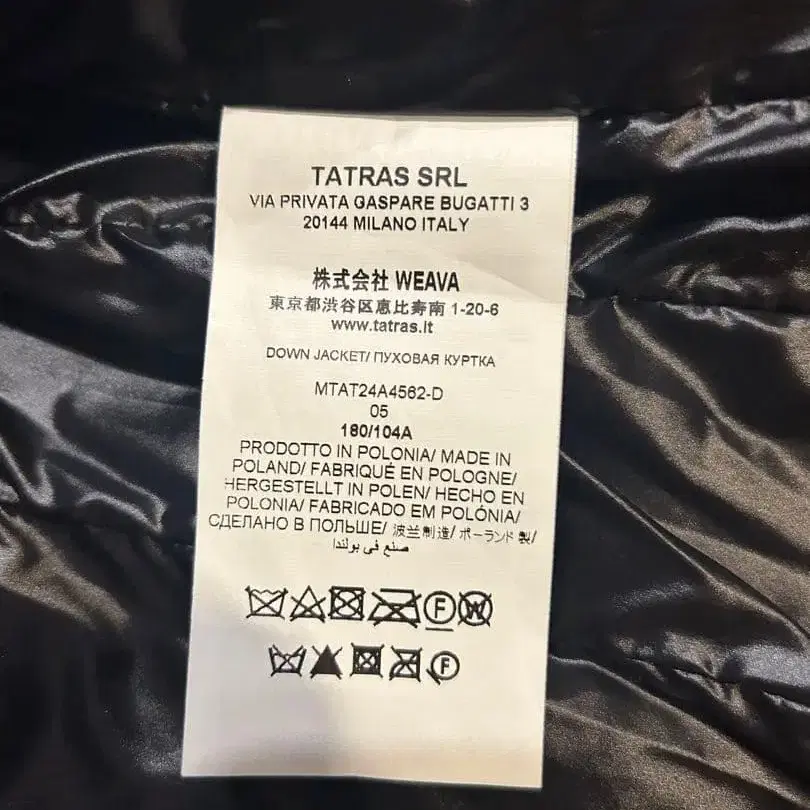 TATRAS SRL
VIA PRIVATA GASPARE BUGATTI 3
20144 MILANO ITALY
株式会社 WEAVA
東京都渋谷区恵比寿南 1-20-6
www.tatras.it
DOWN JACKET/ ПУХОВАЯ КУРТКА
MTAT24A4562-D
05
180/104A
PRODOTTO IN POLONIA/ MADE IN
POLAND/ FABRIQUÉ EN POLOGNE/
HERGESTELLT IN POLEN/ HECHO EN
POLONIA/ FABRICADO EM POLÓNIA/
СДЕЛАНО В ПОЛЬШЕ/ 波兰制造/ ポーランド 製/
صنع في بولندا
F W
F